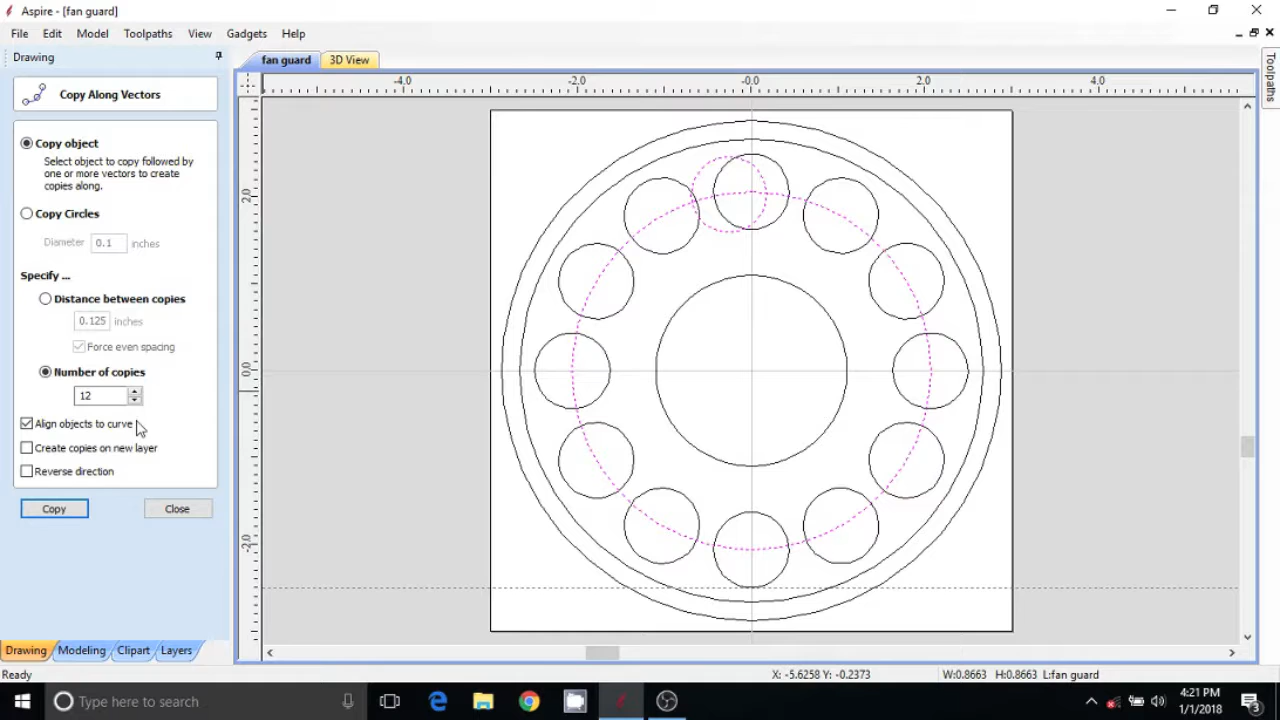 Aspire - [fan guard]
File Edit Model Toolpaths View Gadgets Help
Drawing
fan guard
3D View
Toolpaths
-4.0 -2.0 -0.0 2.0 4.0
Copy Along Vectors
Copy object
Select object to copy followed by
one or more vectors to create
copies along.
2.0
Copy Circles
Diameter 0.1 inches
Specify ...
Distance between copies
0.125 inches
Force even spacing
0.0
Number of copies
12
Align objects to curve
Create copies on new layer
Reverse direction
Copy Close
-2.0
Drawing Modeling Clipart Layers
Ready
X: -5.6258 Y: -0.2373
W:0.8663 H:0.8663 L:fan guard
Type here to search
4:21 PM
1/1/2018
3